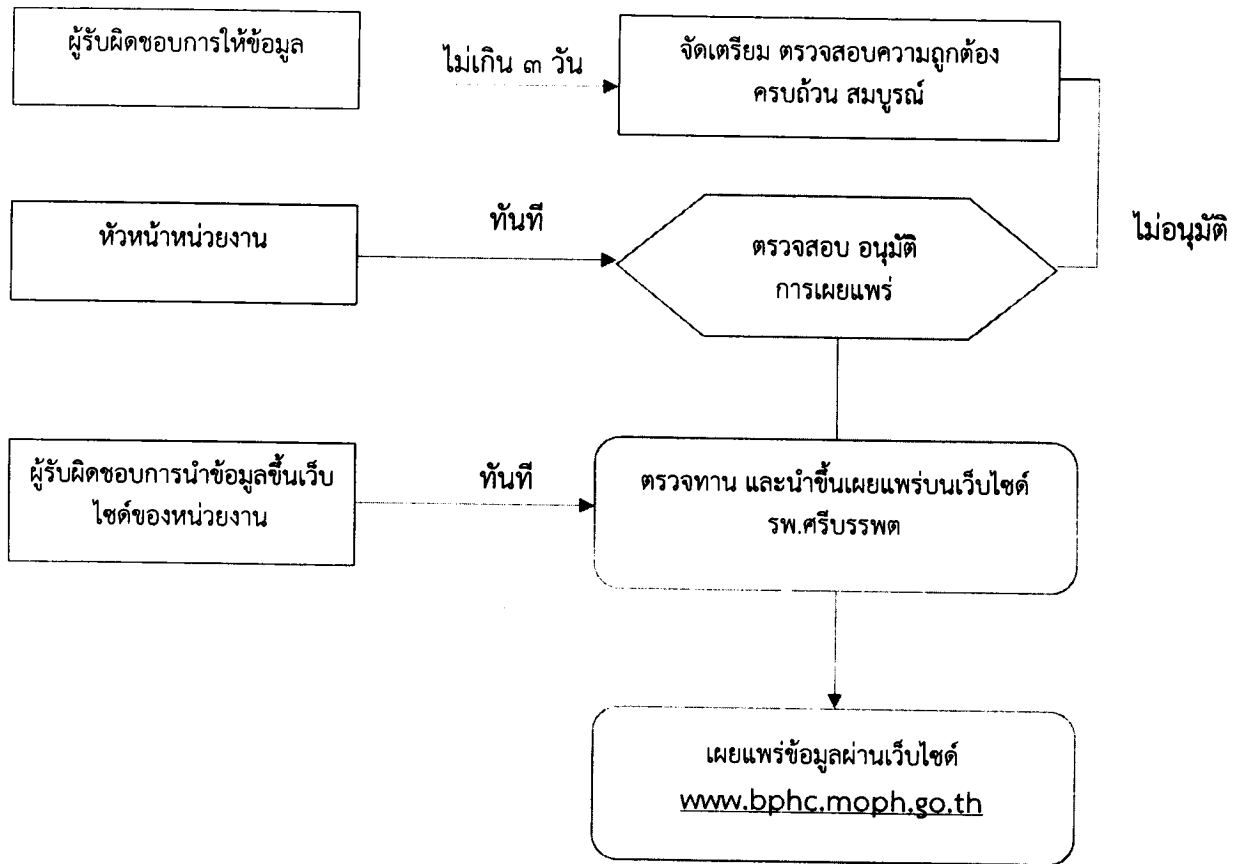 ผู้รับผิดชอบการให้ข้อมูล
ไม่เกิน ๓ วัน
จัดเตรียม ตรวจสอบความถูกต้อง
ครบถ้วน สมบูรณ์
หัวหน้าหน่วยงาน
ทันที
ตรวจสอบ อนุมัติ
การเผยแพร่
ไม่อนุมัติ
ผู้รับผิดชอบการนำข้อมูลขึ้นเว็บ
ไซด์ของหน่วยงาน
ทันที
ตรวจทาน และนำขึ้นเผยแพร่บนเว็บไซด์
รพ.ศรีบรรพต
เผยแพร่ข้อมูลผ่านเว็บไซด์
www.bphc.moph.go.th